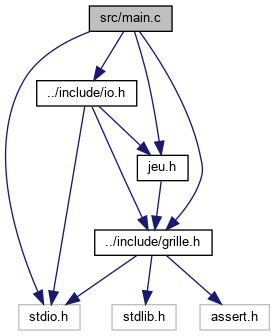 src/main.c
../include/io.h
jeu.h
../include/grille.h
stdio.h
stdlib.h
assert.h